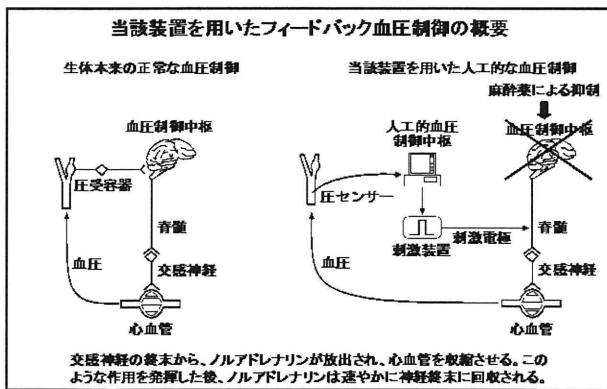 当該装置を用いたフィードバック血圧制御の概要
生体本来の正常な血圧制御
血圧制御中枢
圧受容器
脊髄
血圧
交感神経
心血管
当該装置を用いた人工的な血圧制御
麻酔薬による抑制
人工的血圧
制御中枢
血圧制御中枢
圧センサー
刺激装置
刺激電極
脊髄
血圧
交感神経
心血管
交感神経の終末から、ノルアドレナリンが放出され、心血管を収縮させる。この
ような作用を発揮した後、ノルアドレナリンは速やかに神経終末に回収される。